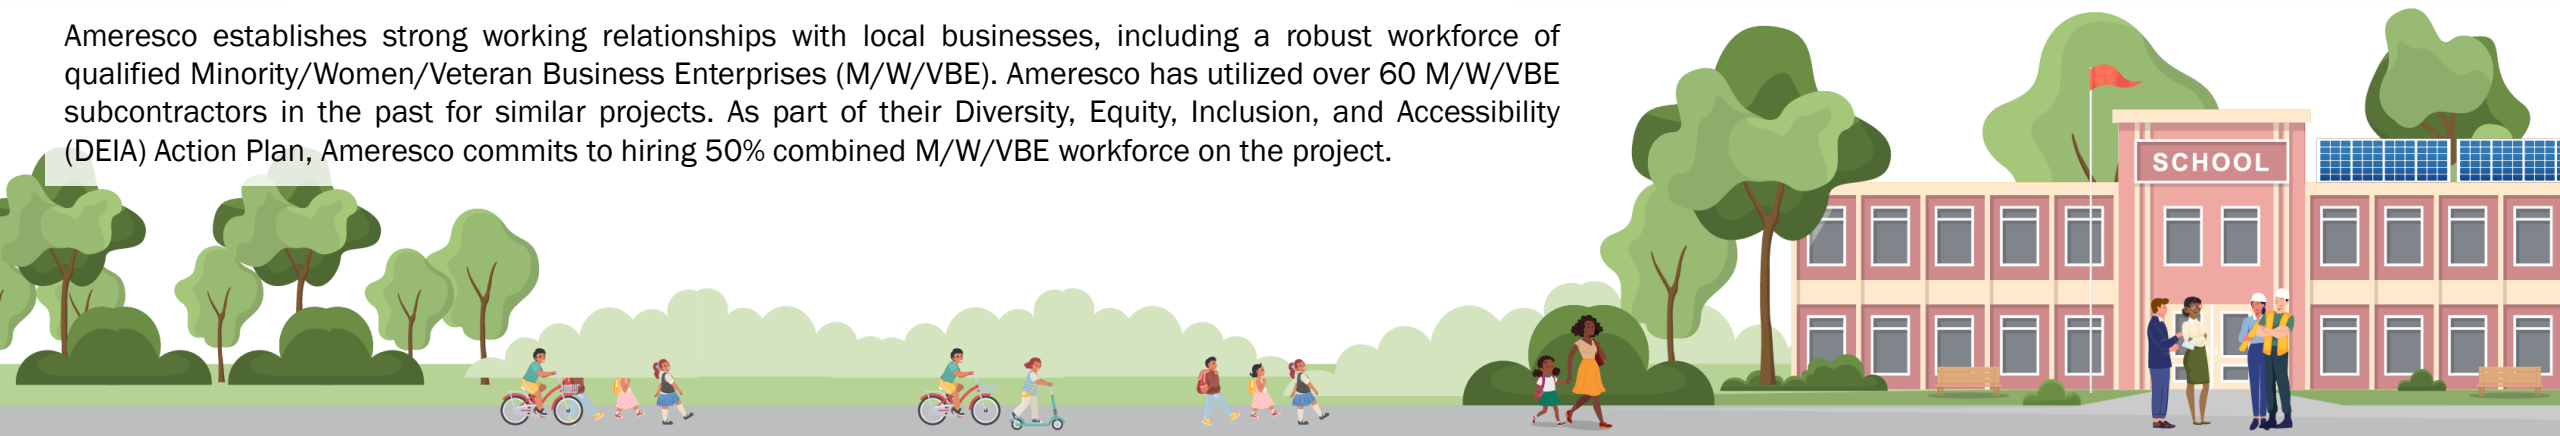 Ameresco establishes strong working relationships with local businesses, including a robust workforce of
qualified Minority/Women/Veteran Business Enterprises (M/W/VBE). Ameresco has utilized over 60 M/W/VBE
subcontractors in the past for similar projects. As part of their Diversity, Equity, Inclusion, and Accessibility
(DEIA) Action Plan, Ameresco commits to hiring 50% combined M/W/VBE workforce on the project.
SCHOOL